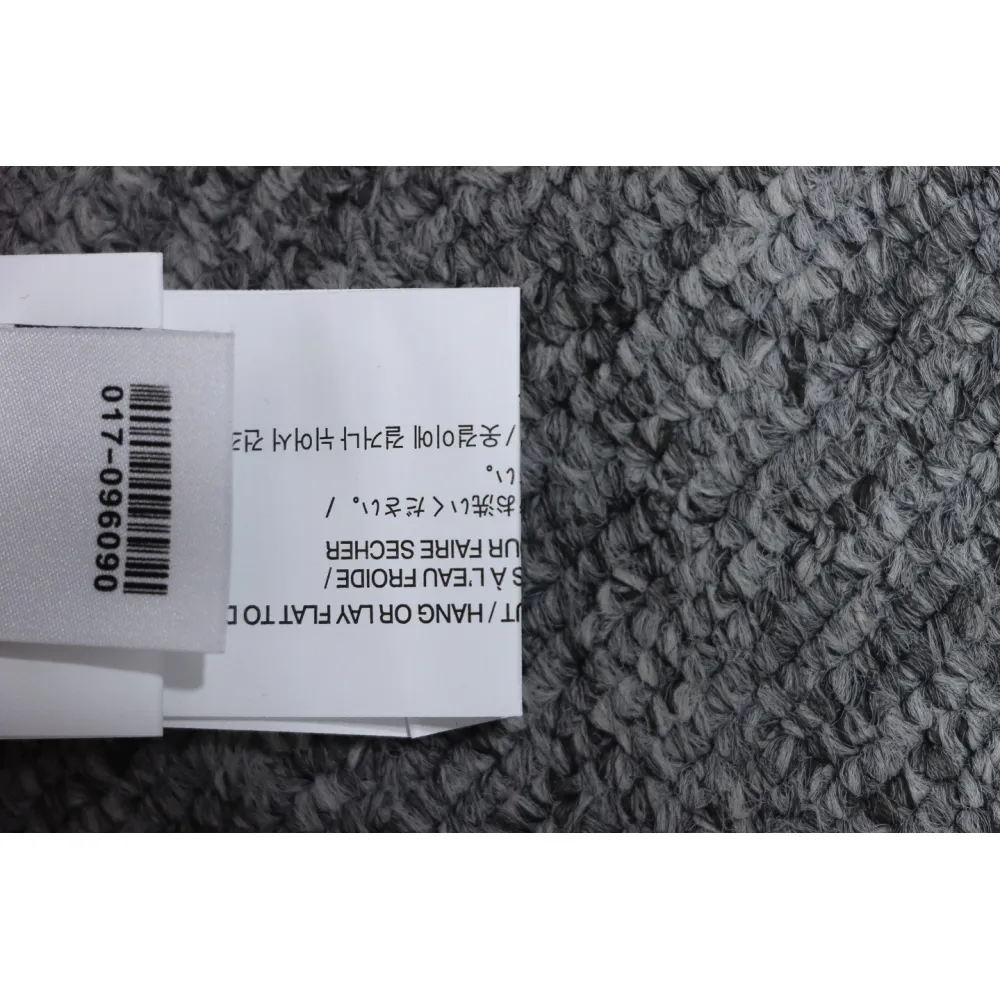 017-096090
UT / HANG OR LAY FLAT TO D
S À L'EAU FROIDE/
UR FAIRE SECHER
お洗いください。 /
い。
/ 옷걸이에 걸거나 뉘어서 건